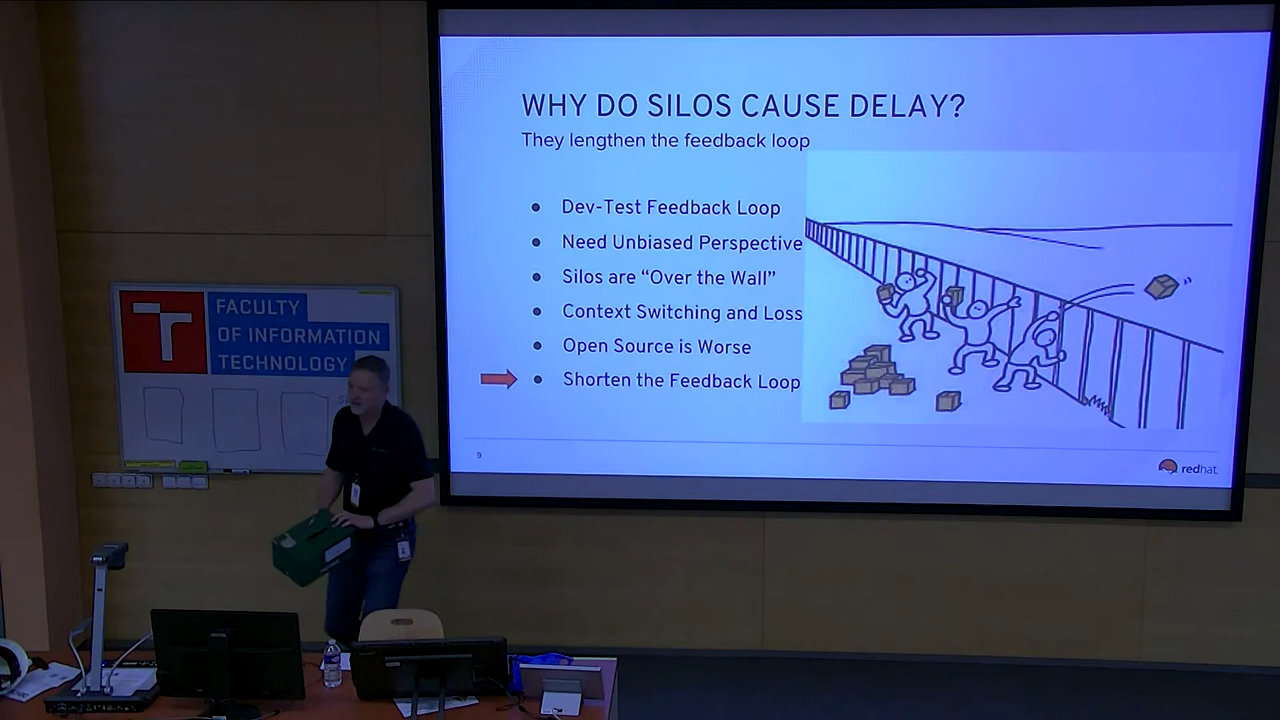 WHY DO SILOS CAUSE DELAY?
They lengthen the feedback loop
● Dev-Test Feedback Loop
● Need Unbiased Perspective
● Silos are “Over the Wall”
● Context Switching and Loss
● Open Source is Worse
● Shorten the Feedback Loop
9
redhat.
FACULTY
OF INFORMATION
TECHNOLOGY